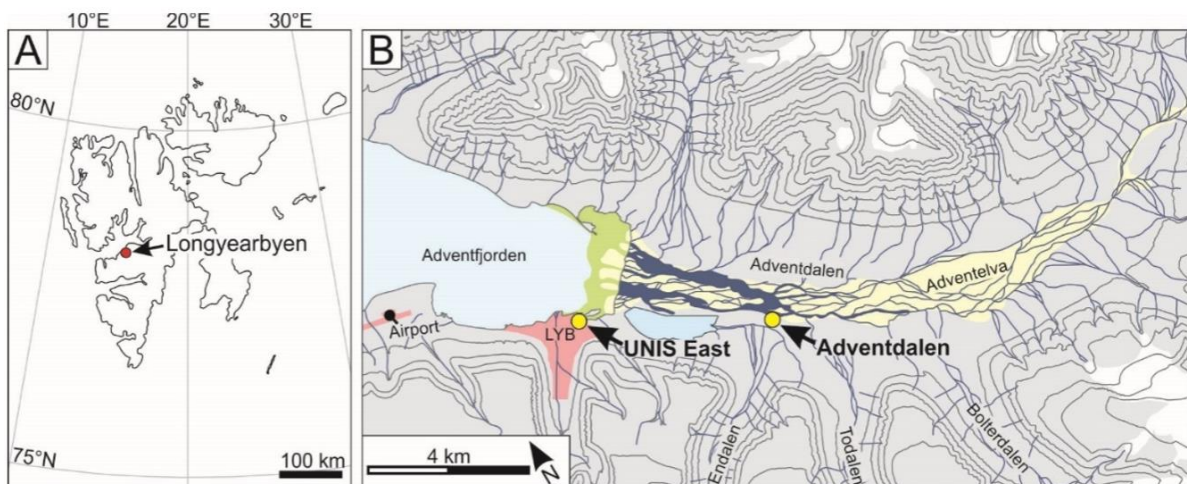 10°E 20°E 30°E
A
80°N
Longyearbyen
75°N
100 km
B
Adventfjorden
Adventdalen
Adventelva
Airport
LYB
UNIS East
Adventdalen
Endalen
Todalen
Bolterdalen
4 km
N